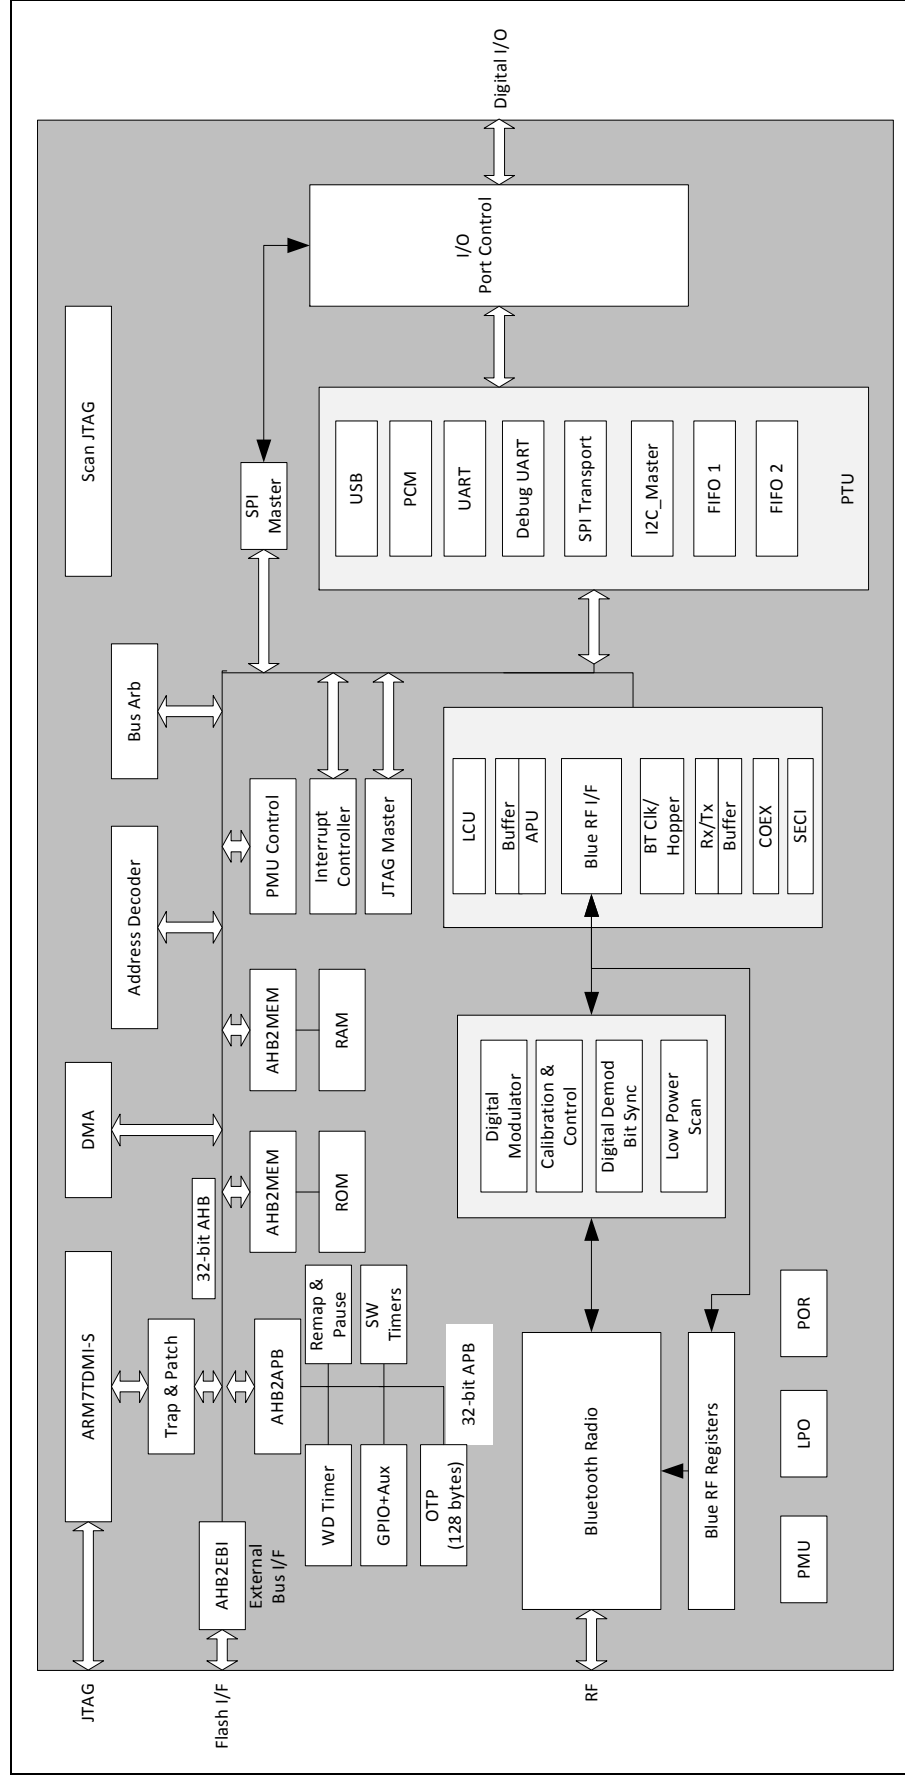 JTAG
ARM7TDMI-S
DMA
Scan JTAG
Address Decoder
Bus Arb
Trap & Patch
32-bit AHB
Flash I/F
AHB2EBI
External
Bus I/F
AHB2APB
AHB2MEM
AHB2MEM
PMU Control
SPI
Master
ROM
RAM
Interrupt
Controller
JTAG Master
WD Timer
Remap &
Pause
GPIO+Aux
SW
Timers
OTP
(128 bytes)
32-bit APB
USB
PCM
UART
Debug UART
SPI Transport
I2C_Master
FIFO 1
FIFO 2
PTU
I/O
Port Control
Digital I/O
LCU
Buffer
APU
Blue RF I/F
BT Clk/
Hopper
Rx/Tx
Buffer
COEX
SECI
Digital
Modulator
Calibration &
Control
Digital Demod
Bit Sync
Low Power
Scan
RF
Bluetooth Radio
Blue RF Registers
PMU
LPO
POR